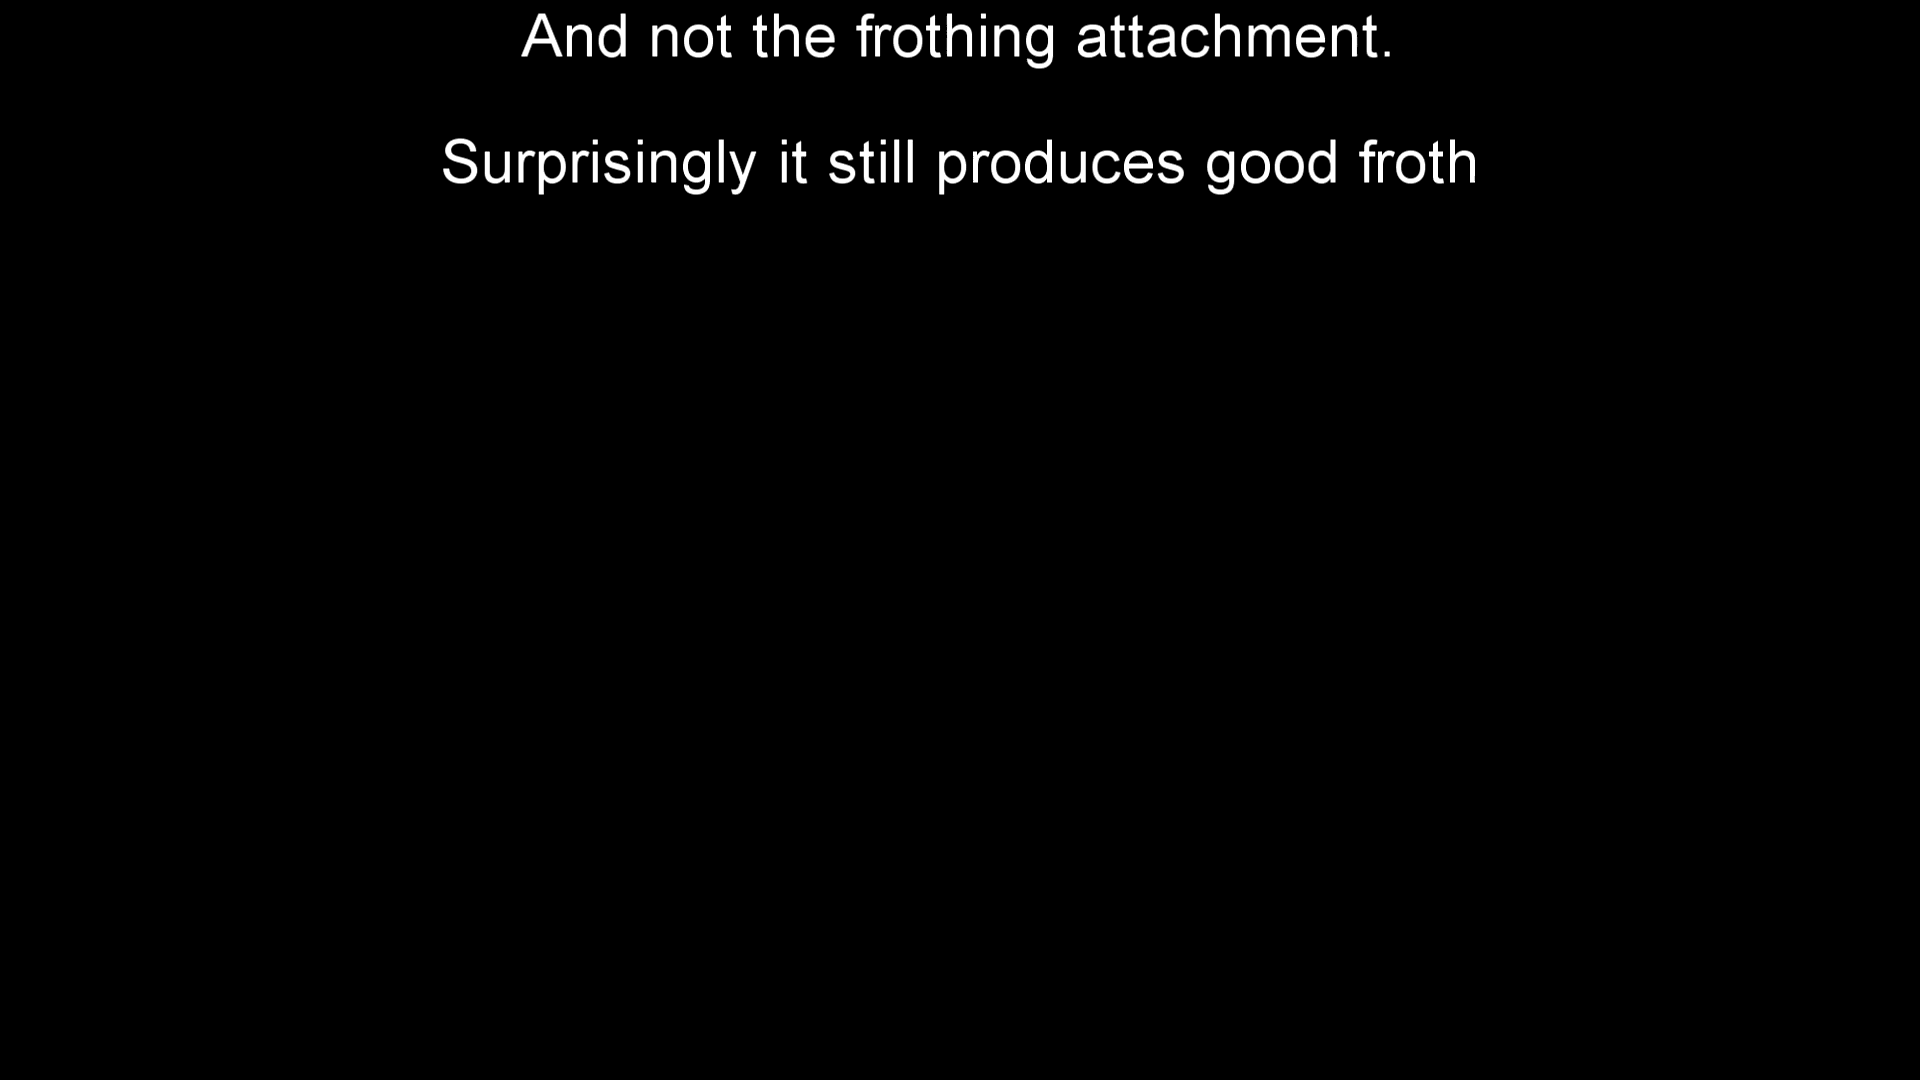 And not the frothing attachment.
Surprisingly it still produces good froth